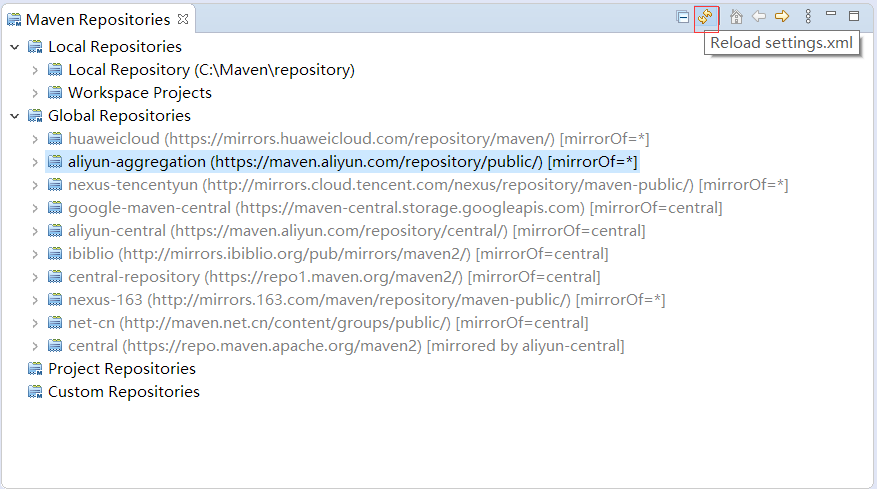 Maven Repositories
Reload settings.xml
Local Repositories
Local Repository (C:\Maven\repository)
Workspace Projects
Global Repositories
huaweicloud (https://mirrors.huaweicloud.com/repository/maven/) [mirrorOf=*]
aliyun-aggregation (https://maven.aliyun.com/repository/public/) [mirrorOf=*]
nexus-tencentyun (http://mirrors.cloud.tencent.com/nexus/repository/maven-public/) [mirrorOf=*]
google-maven-central (https://maven-central.storage.googleapis.com) [mirrorOf=central]
aliyun-central (https://maven.aliyun.com/repository/central/) [mirrorOf=central]
ibiblio (http://mirrors.ibiblio.org/pub/mirrors/maven2/) [mirrorOf=central]
central-repository (https://repo1.maven.org/maven2/) [mirrorOf=central]
nexus-163 (http://mirrors.163.com/maven/repository/maven-public/) [mirrorOf=*]
net-cn (http://maven.net.cn/content/groups/public/) [mirrorOf=central]
central (https://repo.maven.apache.org/maven2) [mirrored by aliyun-central]
Project Repositories
Custom Repositories